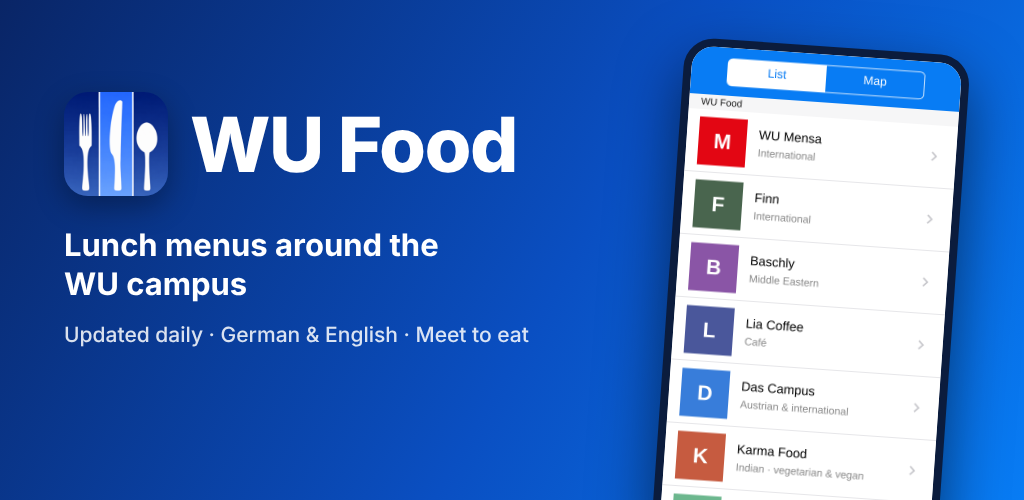 WU Food
Lunch menus around the
WU campus
Updated daily · German & English · Meet to eat
List
Map
WU Food
M
WU Mensa
International
F
Finn
International
B
Baschly
Middle Eastern
L
Lia Coffee
Café
D
Das Campus
Austrian & international
K
Karma Food
Indian · vegetarian & vegan